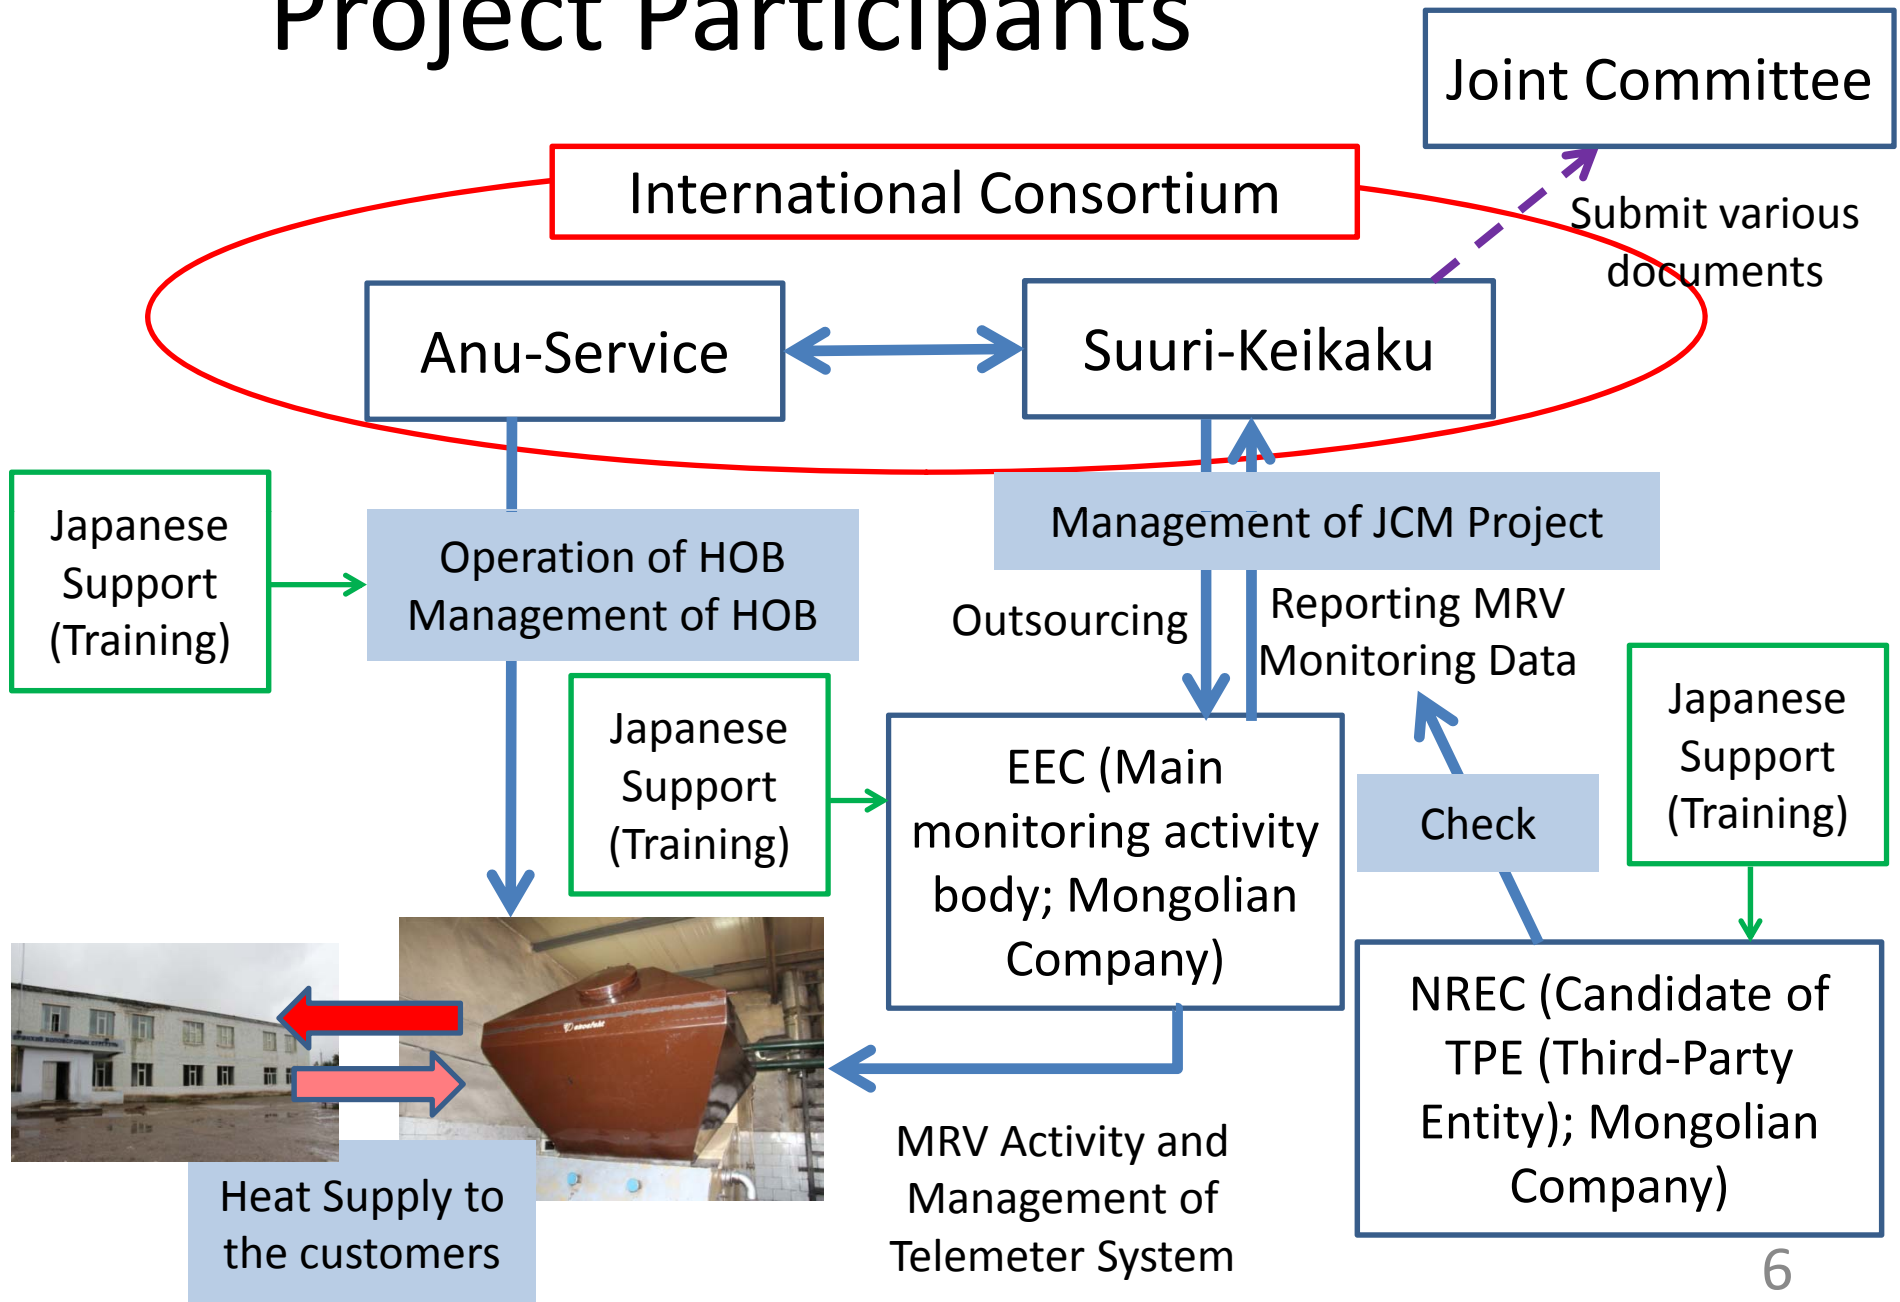 Project Participants
Joint Committee
International Consortium
Submit various
documents
Anu-Service
Suuri-Keikaku
Japanese
Support
(Training)
Operation of HOB
Management of HOB
Management of JCM Project
Outsourcing
Reporting MRV
Monitoring Data
Japanese
Support
(Training)
EEC (Main
monitoring activity
body; Mongolian
Company)
Check
Japanese
Support
(Training)
NREC (Candidate of
TPE (Third-Party
Entity); Mongolian
Company)
MRV Activity and
Management of
Telemeter System
Heat Supply to
the customers
6